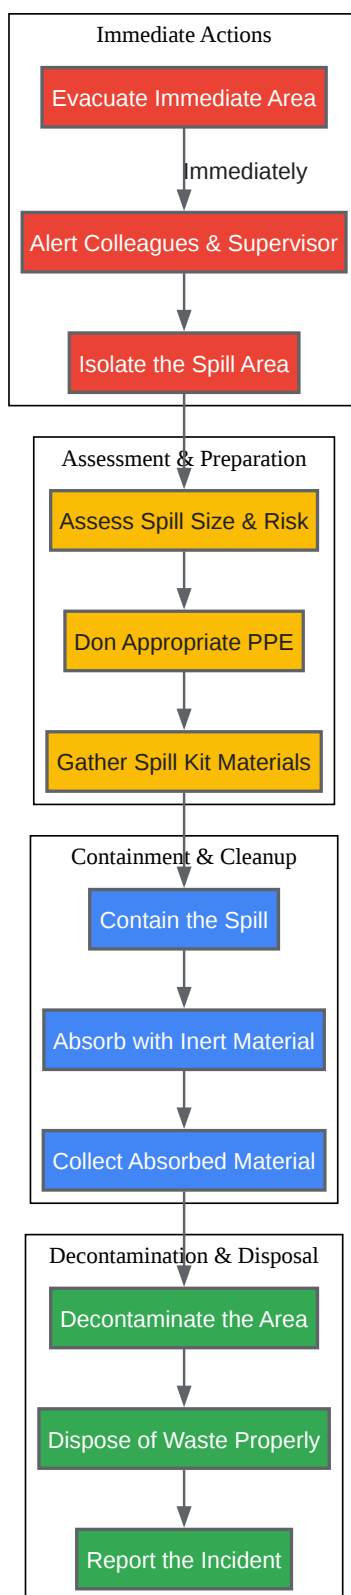 Immediate Actions
Evacuate Immediate Area
Immediately
Alert Colleagues & Supervisor
Isolate the Spill Area
Assessment & Preparation
Assess Spill Size & Risk
Don Appropriate PPE
Gather Spill Kit Materials
Containment & Cleanup
Contain the Spill
Absorb with Inert Material
Collect Absorbed Material
Decontamination & Disposal
Decontaminate the Area
Dispose of Waste Properly
Report the Incident